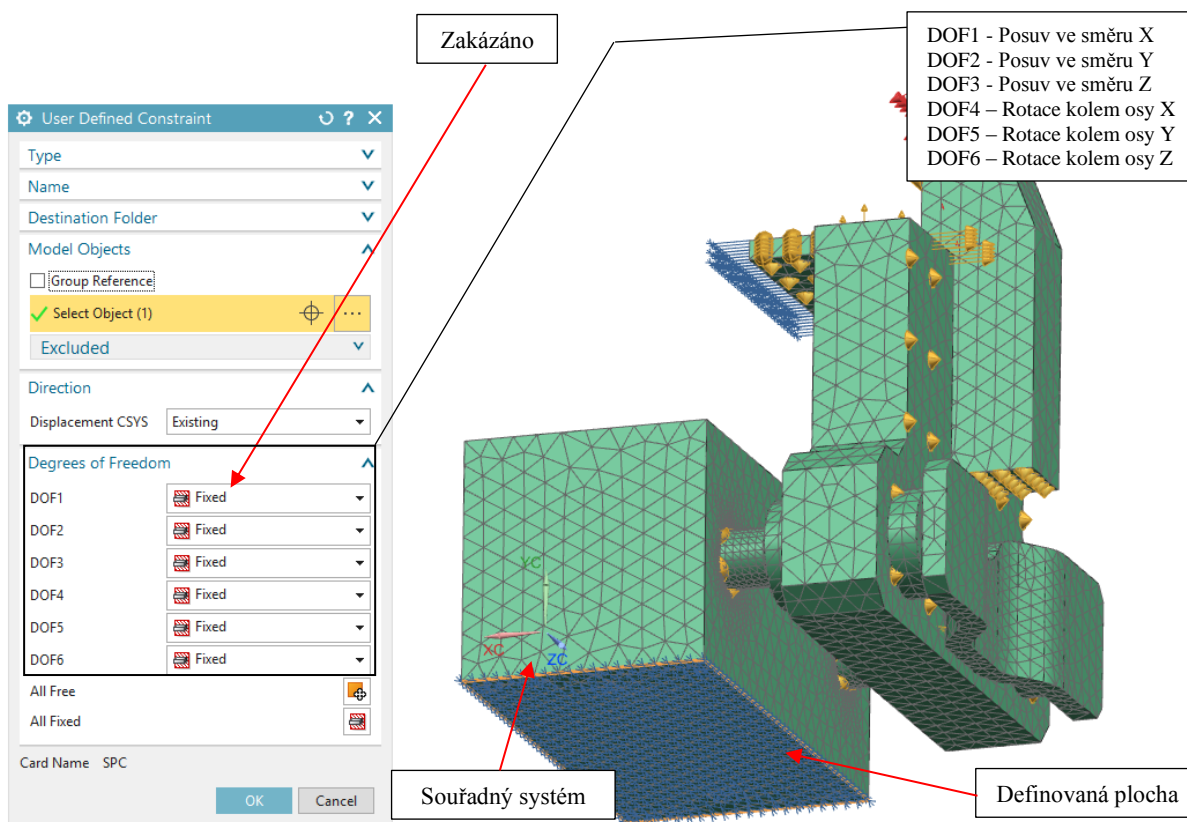 Zakázáno
DOF1 - Posuv ve směru X
DOF2 - Posuv ve směru Y
DOF3 - Posuv ve směru Z
DOF4 – Rotace kolem osy X
DOF5 – Rotace kolem osy Y
DOF6 – Rotace kolem osy Z
User Defined Constraint
?
Type
Name
Destination Folder
Model Objects
Group Reference
Select Object (1)
...
Excluded
Direction
Displacement CSYS Existing
Degrees of Freedom
DOF1 Fixed
DOF2 Fixed
DOF3 Fixed
DOF4 Fixed
DOF5 Fixed
DOF6 Fixed
All Free
All Fixed
Card Name SPC
OK Cancel
YC
XC
ZC
Souřadný systém
Definovaná plocha